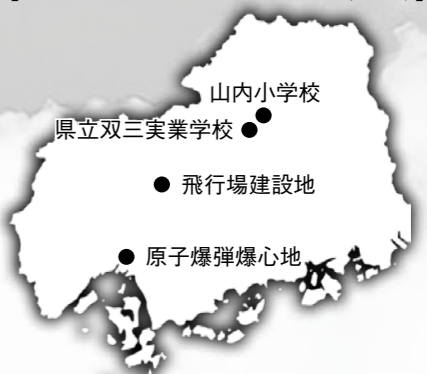 山内小学校
県立双三実業学校
飛行場建設地
原子爆弾爆心地